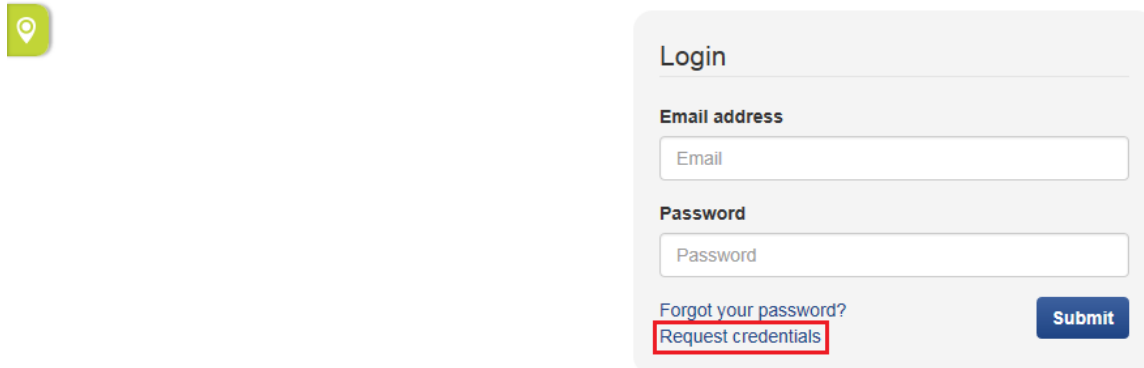 Login
Email address
Email
Password
Password
Forgot your password?
Submit
Request credentials